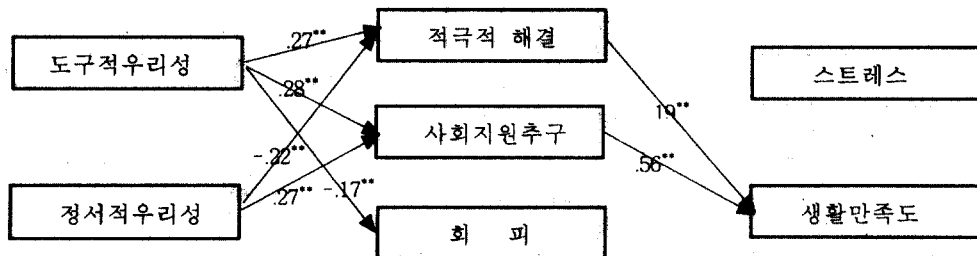 도구적우리성
정서적우리성
.27**
.28**
-.22**
.27**
-.17**
적극적 해결
사회지원추구
회 피
.19**
.56**
스트레스
생활만족도